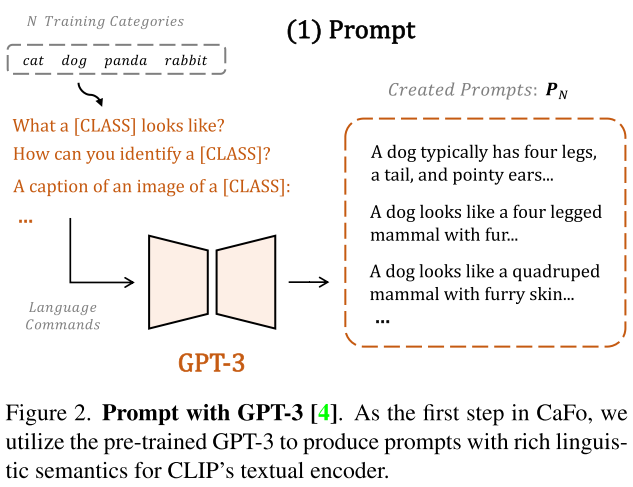 N Training Categories
(1) Prompt
cat dog panda rabbit
Created Prompts: P_N
What a [CLASS] looks like?
How can you identify a [CLASS]?
A caption of an image of a [CLASS]:
...
A dog typically has four legs,
a tail, and pointy ears...
A dog looks like a four legged
mammal with fur...
A dog looks like a quadruped
mammal with furry skin...
...
Language
Commands
GPT-3
Figure 2. Prompt with GPT-3 [4]. As the first step in CaFo, we
utilize the pre-trained GPT-3 to produce prompts with rich linguis-
tic semantics for CLIP's textual encoder.